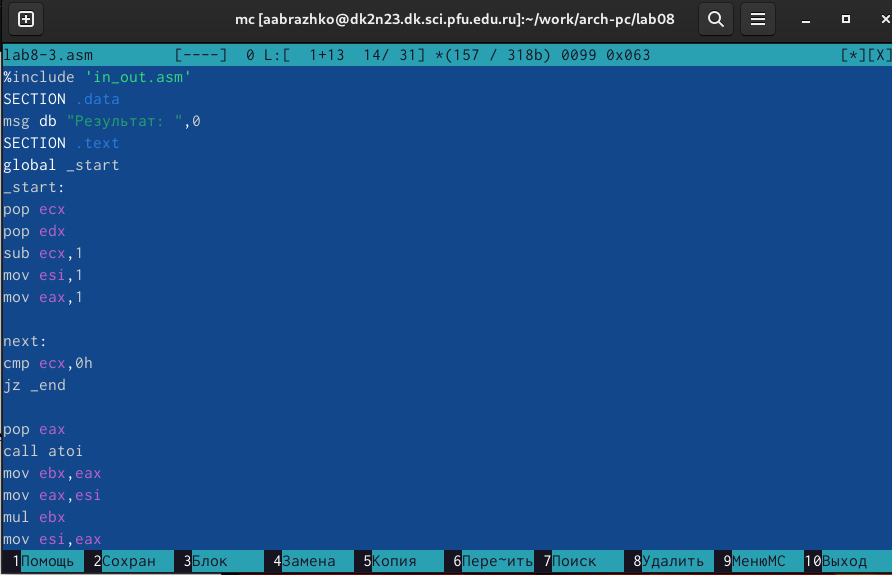 mc [aabrazhko@dk2n23.dk.sci.pfu.edu.ru]:~/work/arch-pc/lab08
lab8-3.asm [----] 0 L:[ 1+13 14/ 31] *(157 / 318b) 0099 0x063 [*][X]
%include 'in_out.asm'
SECTION .data
msg db "Результат: ",0
SECTION .text
global _start
_start:
pop ecx
pop edx
sub ecx,1
mov esi,1
mov eax,1
next:
cmp ecx,0h
jz _end
pop eax
call atoi
mov ebx,eax
mov eax,esi
mul ebx
mov esi,eax
1Помощь 2Сохран 3Блок 4Замена 5Копия 6Пере~ить 7Поиск 8Удалить 9МенюMC 10Выход